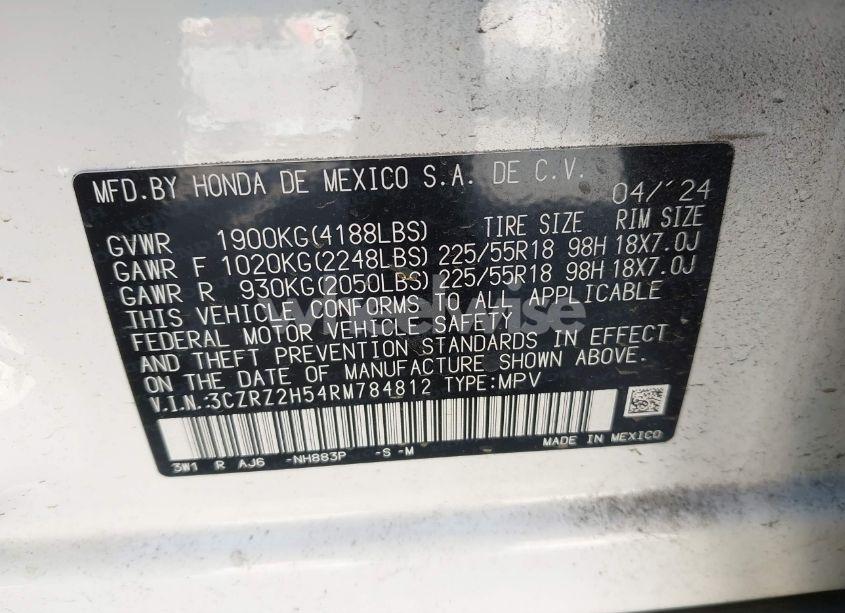 MFD.BY HONDA DE MEXICO S.A. DE C.V. 04/'24
TIRE SIZE RIM SIZE
GVWR 1900KG(4188LBS)
GAWR F 1020KG(2248LBS) 225/55R18 98H 18X7.0J
GAWR R 930KG(2050LBS) 225/55R18 98H 18X7.0J
THIS VEHICLE CONFORMS TO ALL APPLICABLE
FEDERAL MOTOR VEHICLE SAFETY
AND THEFT PREVENTION STANDARDS IN EFFECT
ON THE DATE OF MANUFACTURE SHOWN ABOVE.
V.I.N.:3CZRZ2H54RM784812 TYPE:MPV
3W1 R AJ6 -NH883P -S -M MADE IN MEXICO